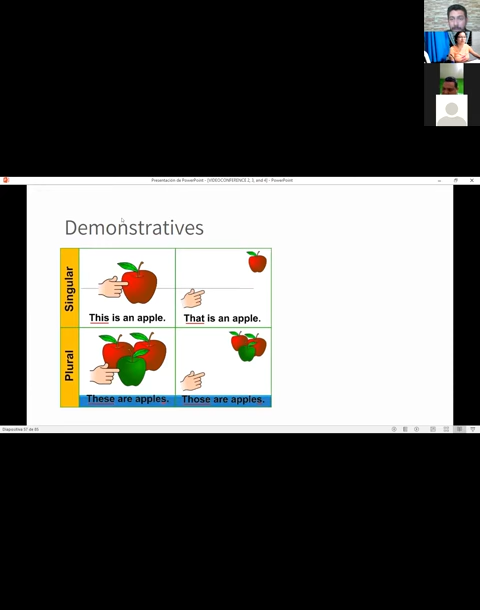 Presentación de PowerPoint - [VIDEOCONFERENCE 2, 3, and 4] - PowerPoint
Demonstratives
Singular
This is an apple.
That is an apple.
Plural
These are apples.
Those are apples.